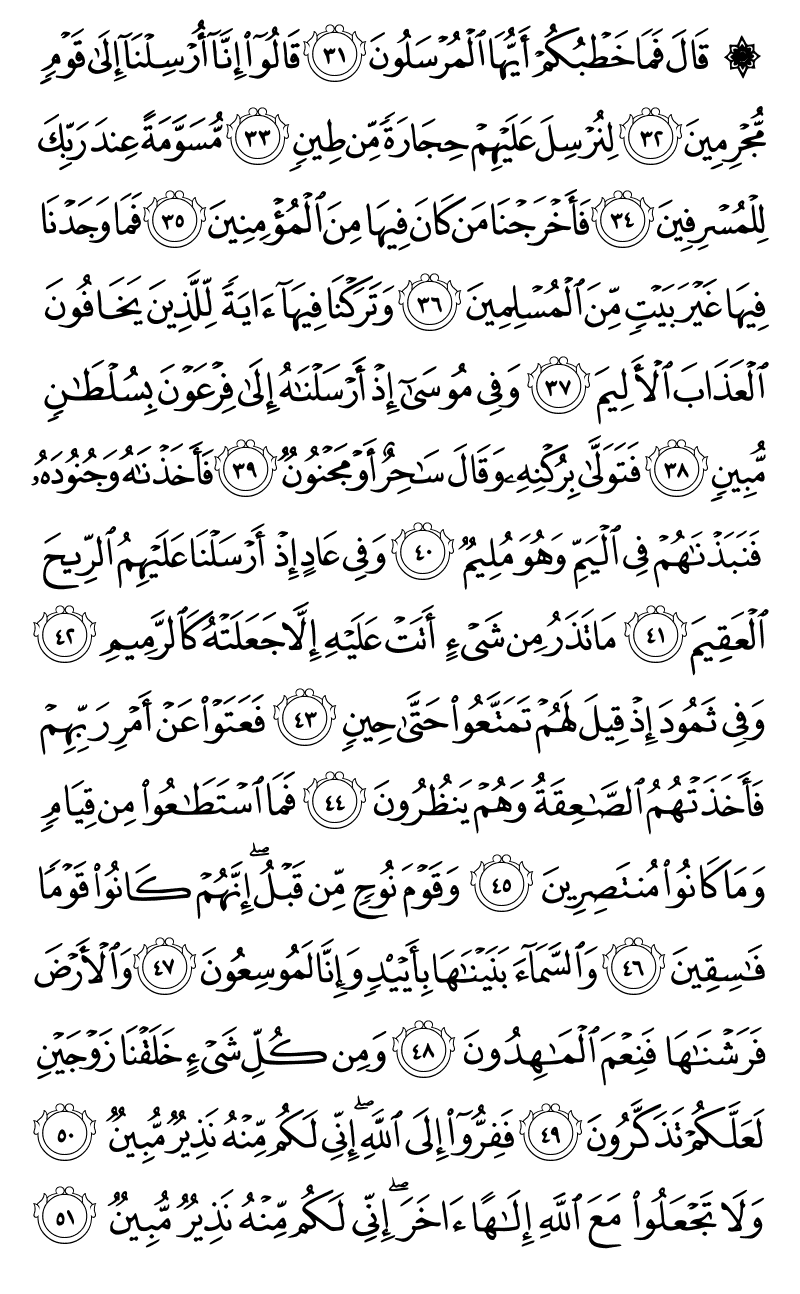 ۞ قَالَ فَمَا خَطْبُكُمْ أَيُّهَا ٱلْمُرْسَلُونَ ٣١ قَالُوٓا۟ إِنَّآ أُرْسِلْنَآ إِلَىٰ قَوْمٍ
مُّجْرِمِينَ ٣٢ لِنُرْسِلَ عَلَيْهِمْ حِجَارَةً مِّن طِينٍ ٣٣ مُّسَوَّمَةً عِندَ رَبِّكَ
لِلْمُسْرِفِينَ ٣٤ فَأَخْرَجْنَا مَن كَانَ فِيهَا مِنَ ٱلْمُؤْمِنِينَ ٣٥ فَمَا وَجَدْنَا
فِيهَا غَيْرَ بَيْتٍ مِّنَ ٱلْمُسْلِمِينَ ٣٦ وَتَرَكْنَا فِيهَآ ءَايَةً لِّلَّذِينَ يَخَافُونَ
ٱلْعَذَابَ ٱلْأَلِيمَ ٣٧ وَفِى مُوسَىٰٓ إِذْ أَرْسَلْنَٰهُ إِلَىٰ فِرْعَوْنَ بِسُلْطَٰنٍ
مُّبِينٍ ٣٨ فَتَوَلَّىٰ بِرُكْنِهِۦ وَقَالَ سَٰحِرٌ أَوْ مَجْنُونٌ ٣٩ فَأَخَذْنَٰهُ وَجُنُودَهُۥ
فَنَبَذْنَٰهُمْ فِى ٱلْيَمِّ وَهُوَ مُلِيمٌ ٤٠ وَفِى عَادٍ إِذْ أَرْسَلْنَا عَلَيْهِمُ ٱلرِّيحَ
ٱلْعَقِيمَ ٤١ مَا تَذَرُ مِن شَىْءٍ أَتَتْ عَلَيْهِ إِلَّا جَعَلَتْهُ كَٱلرَّمِيمِ ٤٢
وَفِى ثَمُودَ إِذْ قِيلَ لَهُمْ تَمَتَّعُوا۟ حَتَّىٰ حِينٍ ٤٣ فَعَتَوْا۟ عَنْ أَمْرِ رَبِّهِمْ
فَأَخَذَتْهُمُ ٱلصَّٰعِقَةُ وَهُمْ يَنظُرُونَ ٤٤ فَمَا ٱسْتَطَٰعُوا۟ مِن قِيَامٍ
وَمَا كَانُوا۟ مُنتَصِرِينَ ٤٥ وَقَوْمَ نُوحٍ مِّن قَبْلُ ۖ إِنَّهُمْ كَانُوا۟ قَوْمًا
فَٰسِقِينَ ٤٦ وَٱلسَّمَآءَ بَنَيْنَٰهَا بِأَيْي۟دٍ وَإِنَّا لَمُوسِعُونَ ٤٧ وَٱلْأَرْضَ
فَرَشْنَٰهَا فَنِعْمَ ٱلْمَٰهِدُونَ ٤٨ وَمِن كُلِّ شَىْءٍ خَلَقْنَا زَوْجَيْنِ
لَعَلَّكُمْ تَذَكَّرُونَ ٤٩ فَفِرُّوٓا۟ إِلَى ٱللَّهِ ۖ إِنِّى لَكُم مِّنْهُ نَذِيرٌ مُّبِينٌ ٥٠
وَلَا تَجْعَلُوا۟ مَعَ ٱللَّهِ إِلَٰهًا ءَاخَرَ ۖ إِنِّى لَكُم مِّنْهُ نَذِيرٌ مُّبِينٌ ٥١